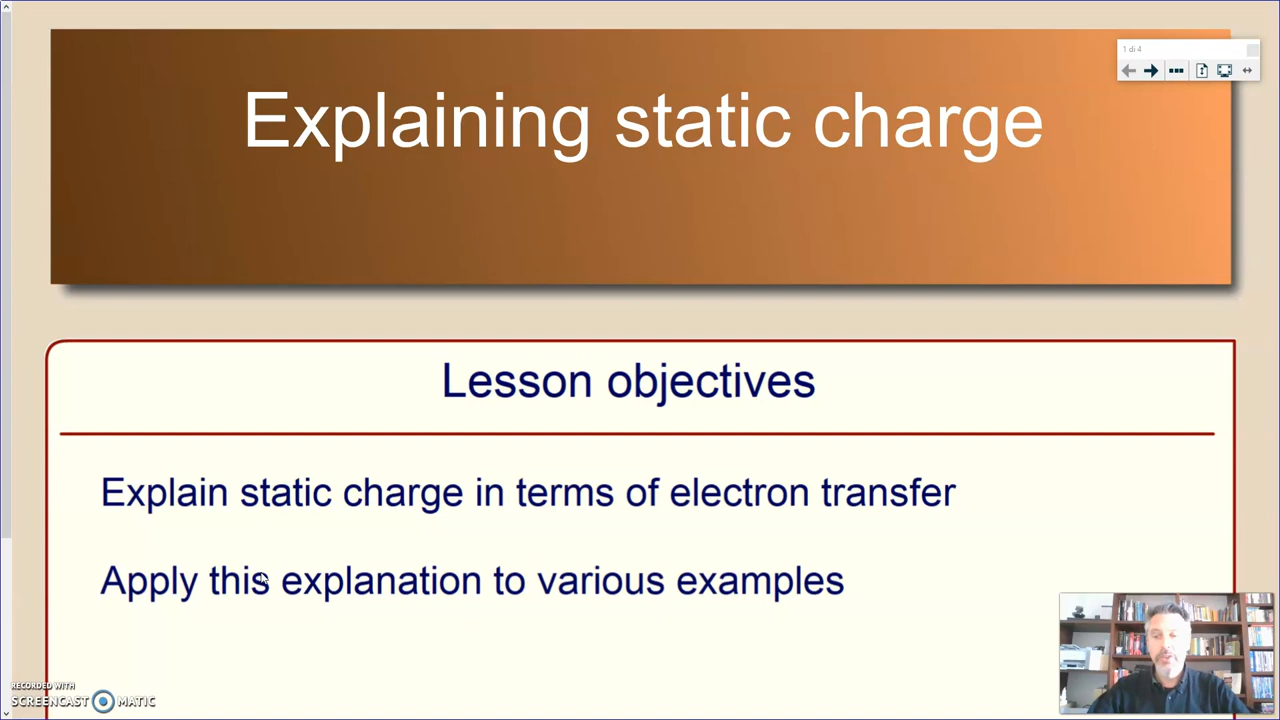 1 di 4
Explaining static charge
Lesson objectives
Explain static charge in terms of electron transfer
Apply this explanation to various examples
RECORDED WITH
SCREENCAST MATIC